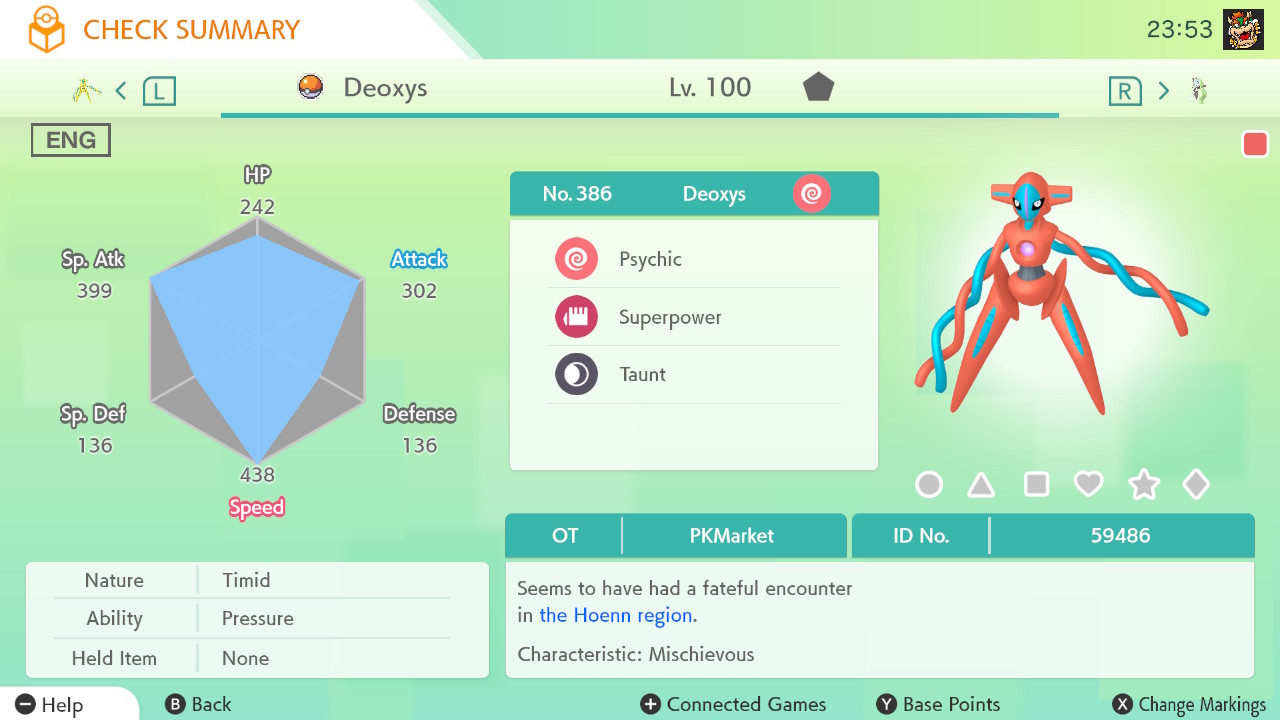 CHECK SUMMARY
23:53
L
Deoxys
Lv. 100
R
ENG
HP
242
Sp. Atk
399
Attack
302
Sp. Def
136
Defense
136
438
Speed
No. 386 Deoxys
Psychic
Superpower
Taunt
OT PKMarket ID No. 59486
Nature Timid
Ability Pressure
Held Item None
Seems to have had a fateful encounter
in the Hoenn region.
Characteristic: Mischievous
Help
B Back
Connected Games
Y Base Points
X Change Markings